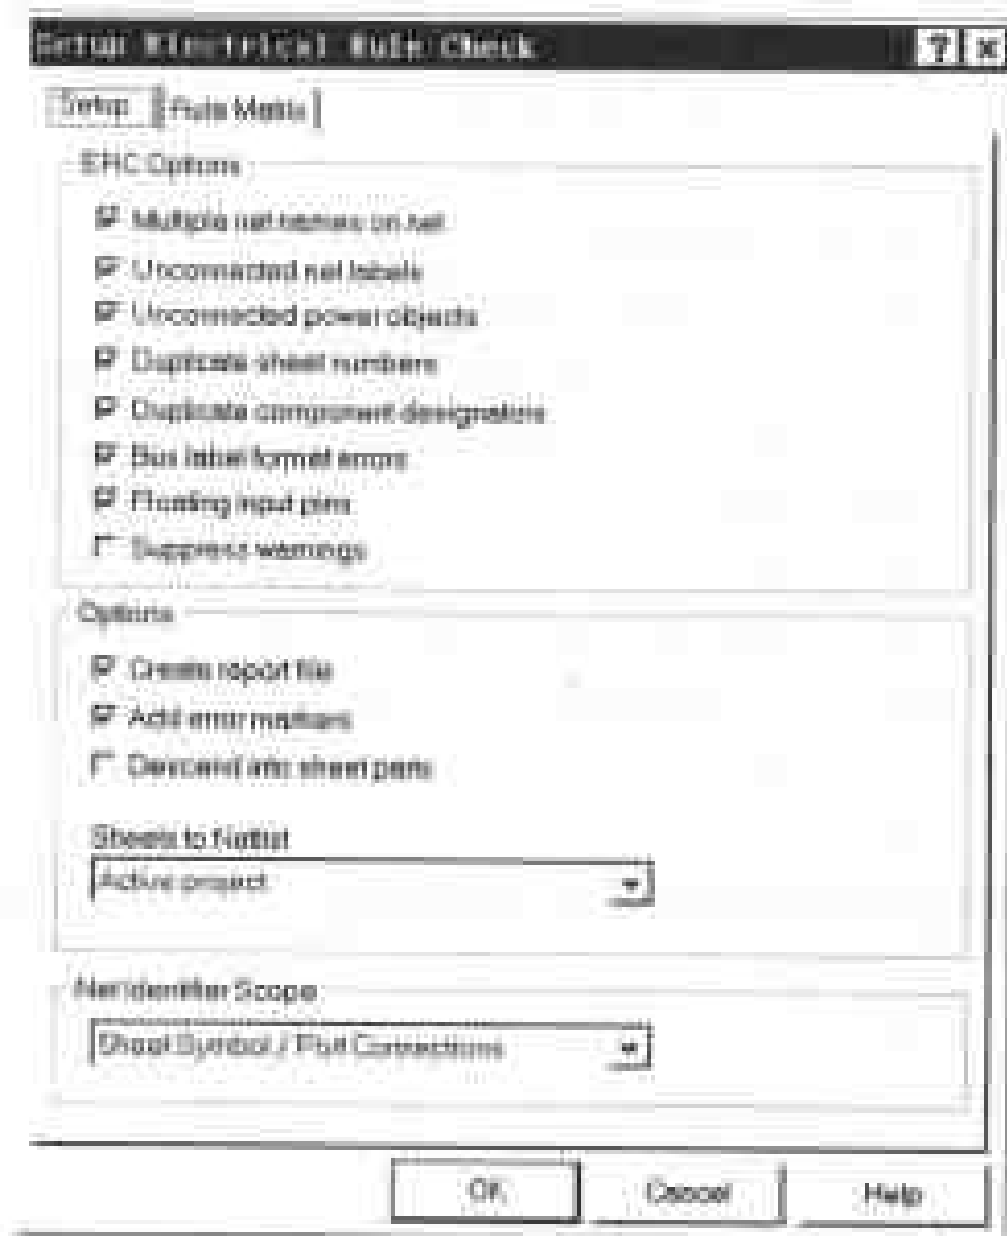 Setup Electrical Rule Check
Setup Rule Matrix
ERC Options
Multiple net names on net
Unconnected net labels
Unconnected power objects
Duplicate sheet numbers
Duplicate component designators
Bus label format errors
Floating input pins
Suppress warnings
Options
Create report file
Add error markers
Descend into sheet parts
Sheets to Netlist
Active project
Net Identifier Scope
Sheet Symbol / Port Connections
OK
Cancel
Help